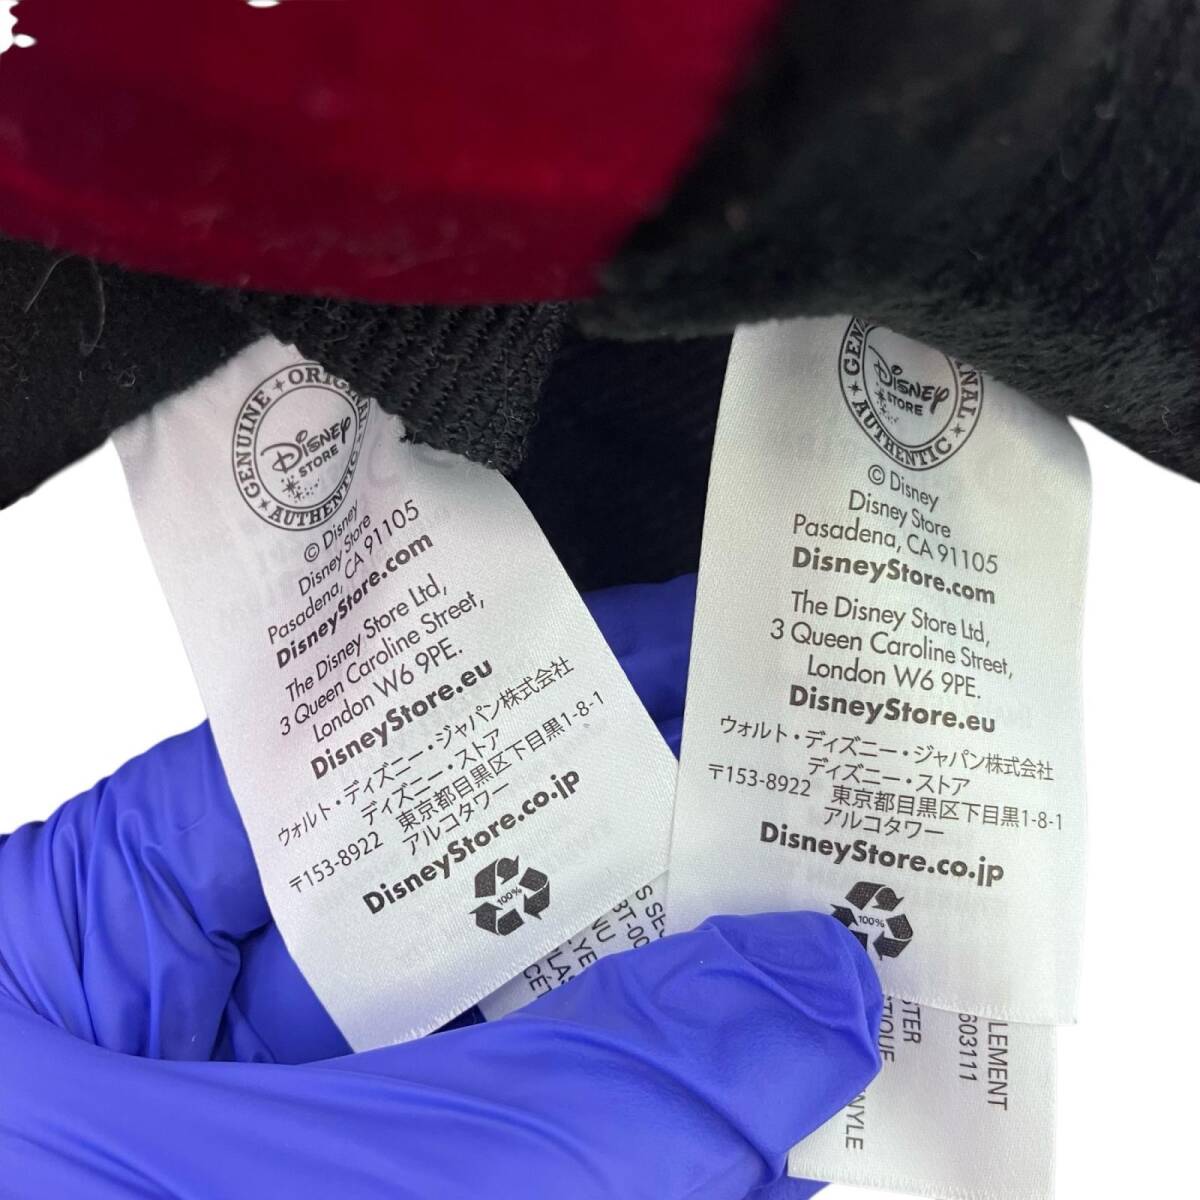 GENUINE ORIGINAL AUTHENTIC
Disney
STORE
© Disney
Disney Store
Pasadena, CA 91105
DisneyStore.com
The Disney Store Ltd,
3 Queen Caroline Street,
London W6 9PE.
DisneyStore.eu
ウォルト・ディズニー・ジャパン株式会社
ディズニー・ストア
〒153-8922 東京都目黒区下目黒1-8-1
アルコタワー
DisneyStore.co.jp
100%
GENUINE ORIGINAL AUTHENTIC
Disney
STORE
© Disney
Disney Store
Pasadena, CA 91105
DisneyStore.com
The Disney Store Ltd,
3 Queen Caroline Street,
London W6 9PE.
DisneyStore.eu
ウォルト・ディズニー・ジャパン株式会社
ディズニー・ストア
〒153-8922 東京都目黒区下目黒1-8-1
アルコタワー
DisneyStore.co.jp
100%
LEMENT
603111
STER
NYLE